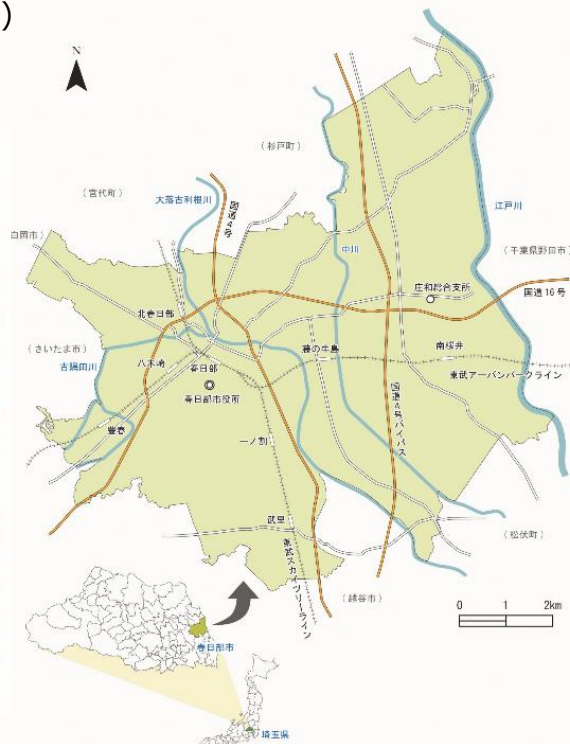 )
N
(杉戸町)
(宮代町)
大落古利根川
国道4号
江戸川
白岡市)
中川
(千葉県野田市)
庄和総合支所
国道16号
北春日部
(さいたま市)
藤の牛島
南桜井
古隅田川
八木崎
春日部
東武アーバンパークライン
春日部市役所
国道4号バイパス
豊春
一ノ割
武里
(松伏町)
東武スカイツリーライン
(越谷市)
0 1 2km
春日部市
埼玉県